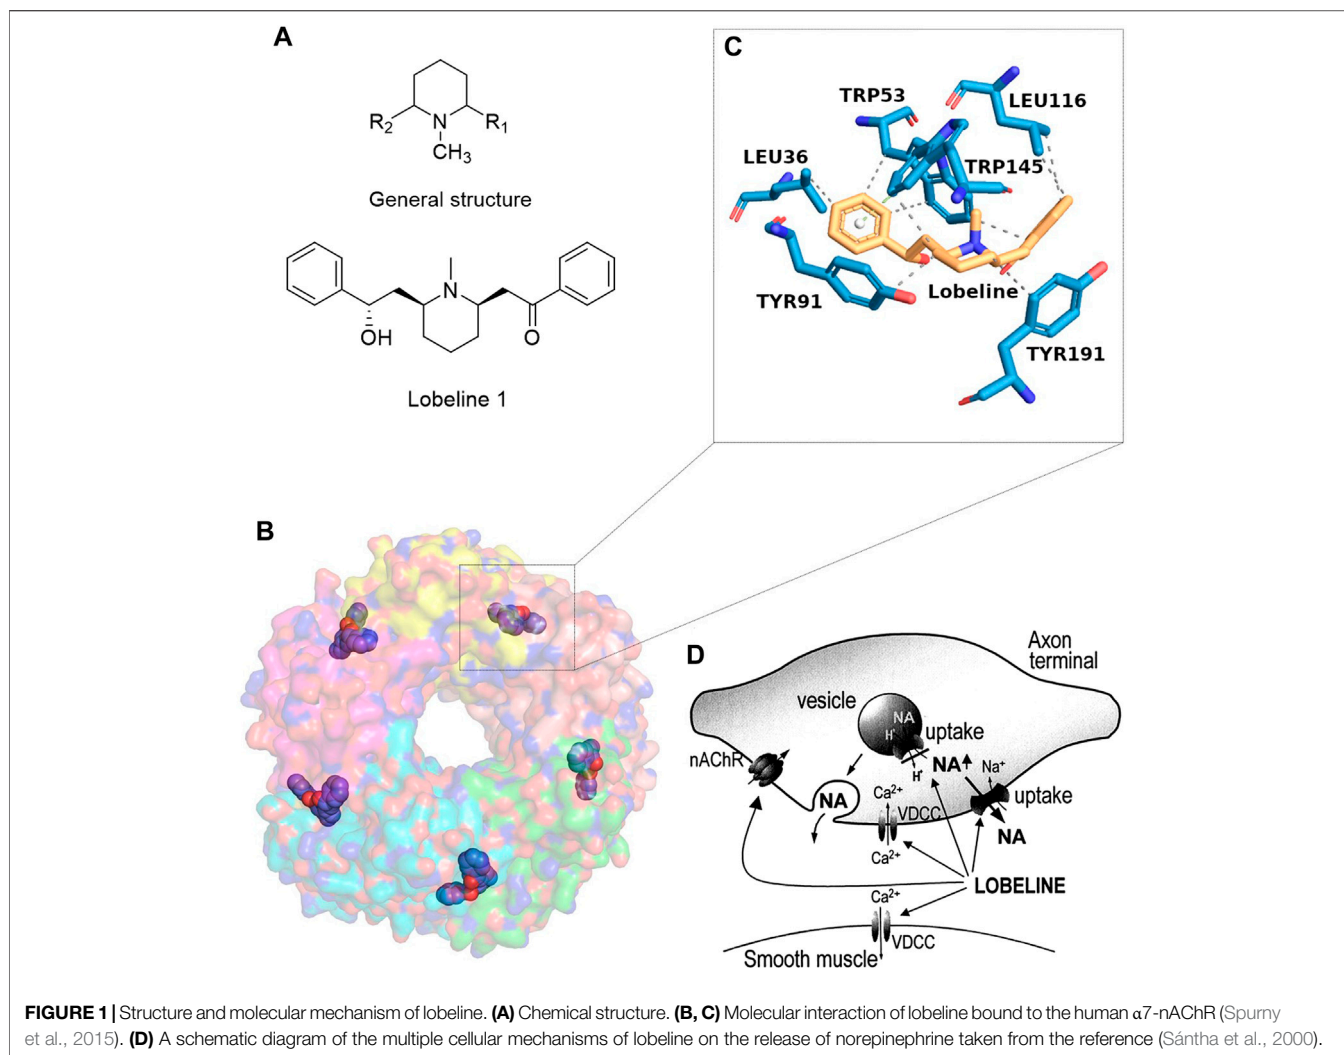 A
R₂
N
R₁
CH₃
General structure
N
OH
O
Lobeline 1
C
TRP53
LEU116
LEU36
TRP145
TYR91
Lobeline
TYR191
B
D
Axon
terminal
vesicle
NA
H⁺
uptake
nAChR
H⁺
NA
Na⁺
NA
Ca²⁺
VDCC
uptake
NA
Ca²⁺
LOBELINE
Ca²⁺
VDCC
Smooth muscle
FIGURE 1 | Structure and molecular mechanism of lobeline. (A) Chemical structure. (B, C) Molecular interaction of lobeline bound to the human α7-nAChR (Spurny
et al., 2015). (D) A schematic diagram of the multiple cellular mechanisms of lobeline on the release of norepinephrine taken from the reference (Sántha et al., 2000).